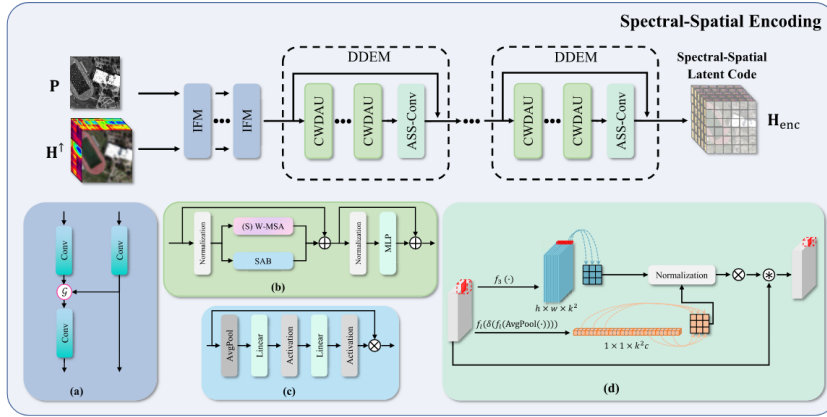 Spectral-Spatial Encoding
P
H↑
IFM
IFM
DDEM
CWDAU
CWDAU
ASS-Conv
DDEM
CWDAU
CWDAU
ASS-Conv
Spectral-Spatial
Latent Code
H_enc
Conv
Conv
𝒢
Conv
(a)
Normalization
(S) W-MSA
SAB
Normalization
MLP
(b)
AvgPool
Linear
Activation
Linear
Activation
(c)
f₃(·)
h × w × k²
Normalization
f₁(δ(f₁(AvgPool(·))))
1 × 1 × k²c
(d)